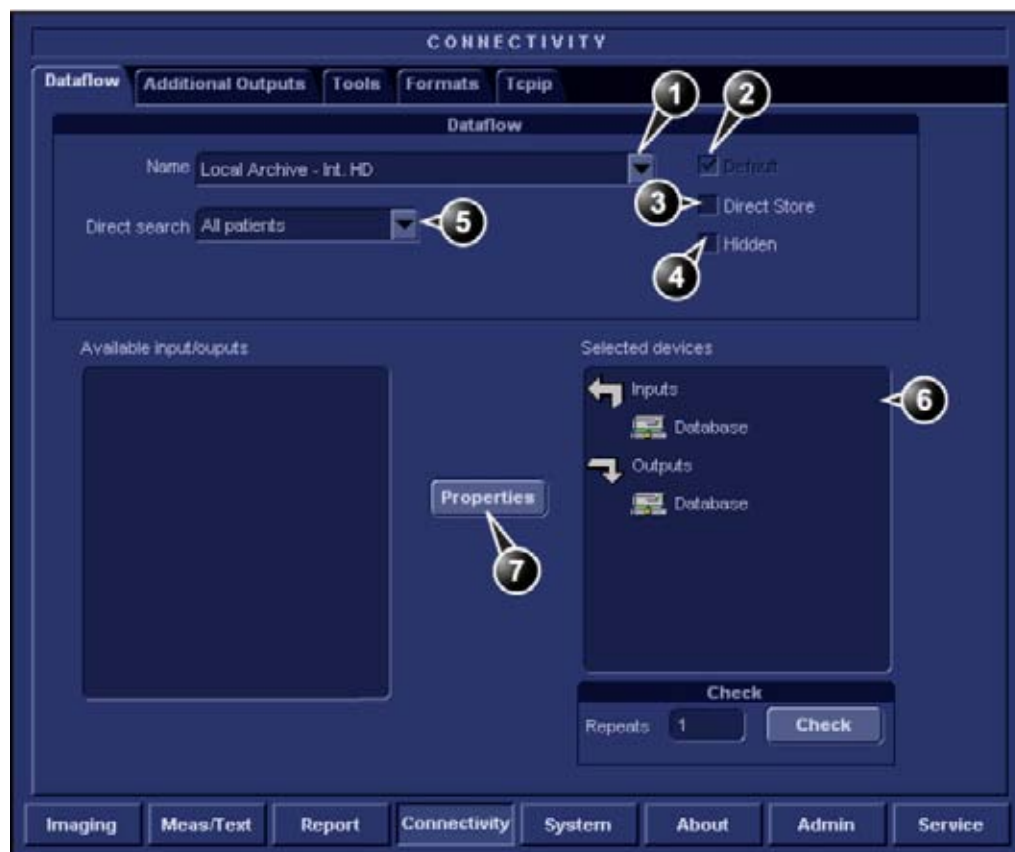 CONNECTIVITY
Dataflow Additional Outputs Tools Formats Tcpip
Dataflow
1 2
Name Local Archive - Int. HD Default
3 Direct Store
Direct search All patients 5
Hidden
4
Available input/ouputs Selected devices
Inputs 6
Database
Outputs
Properties Database
7
Check
Repeats 1 Check
Imaging Meas/Text Report Connectivity System About Admin Service